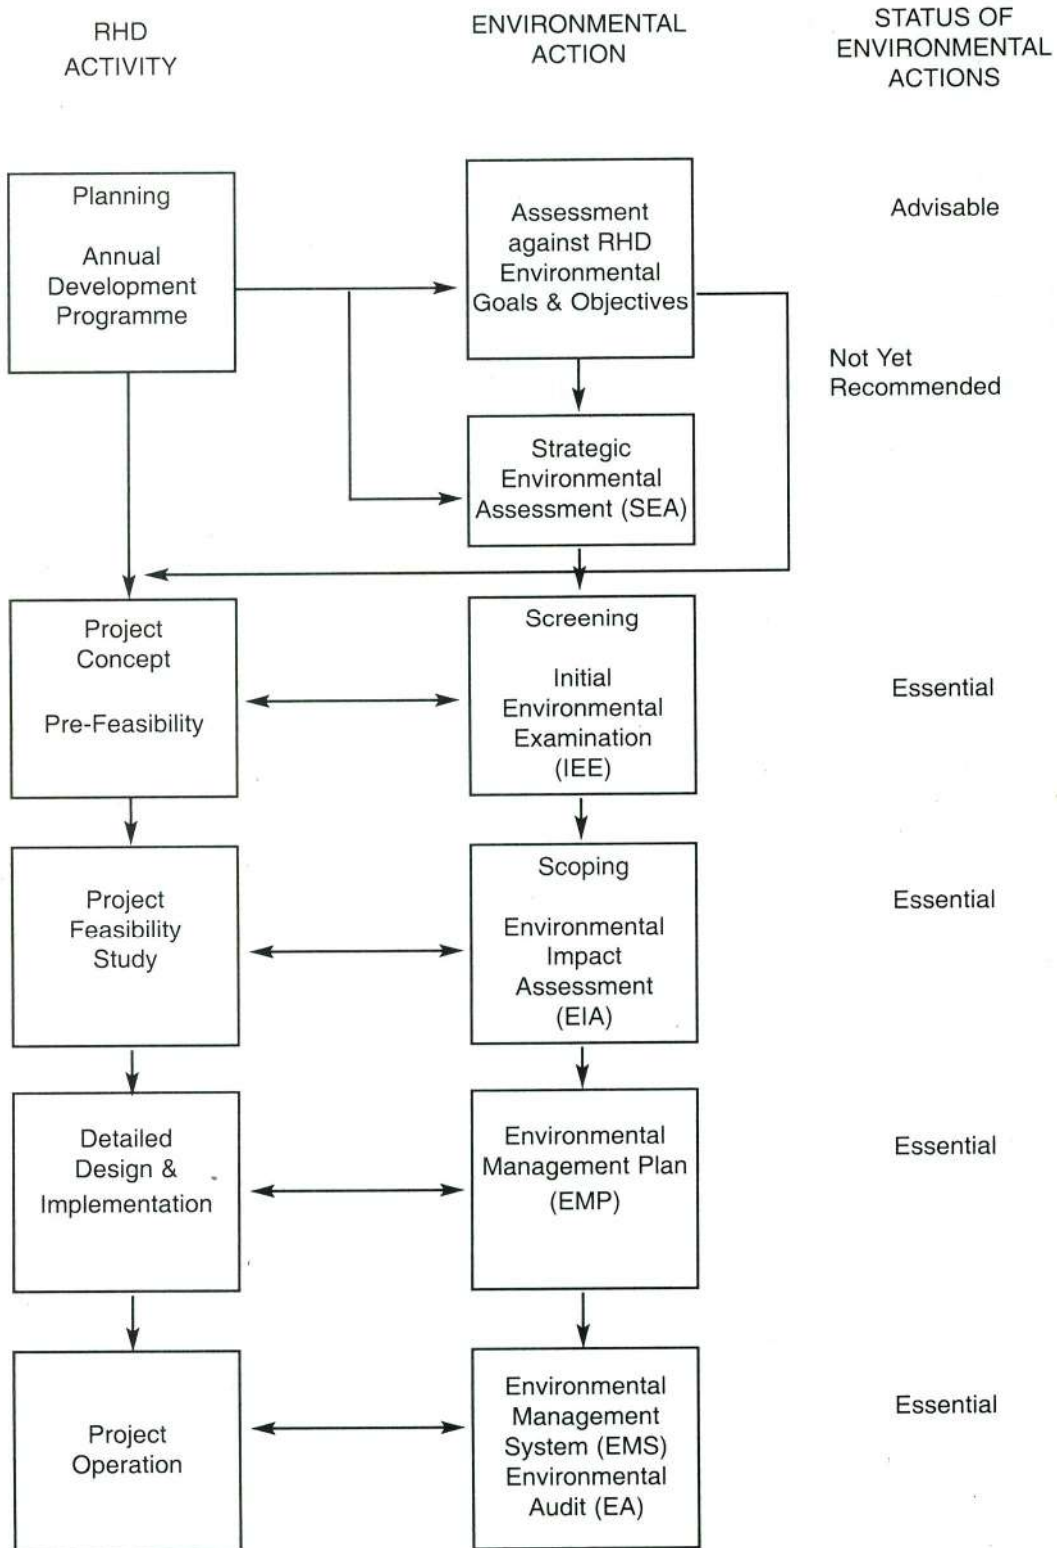 RHD
ACTIVITY
ENVIRONMENTAL
ACTION
STATUS OF
ENVIRONMENTAL
ACTIONS
Planning
Annual
Development
Programme
Assessment
against RHD
Environmental
Goals & Objectives
Advisable
Not Yet
Recommended
Strategic
Environmental
Assessment (SEA)
Project
Concept
Pre-Feasibility
Screening
Initial
Environmental
Examination
(IEE)
Essential
Project
Feasibility
Study
Scoping
Environmental
Impact
Assessment
(EIA)
Essential
Detailed
Design &
Implementation
Environmental
Management Plan
(EMP)
Essential
Project
Operation
Environmental
Management
System (EMS)
Environmental
Audit (EA)
Essential